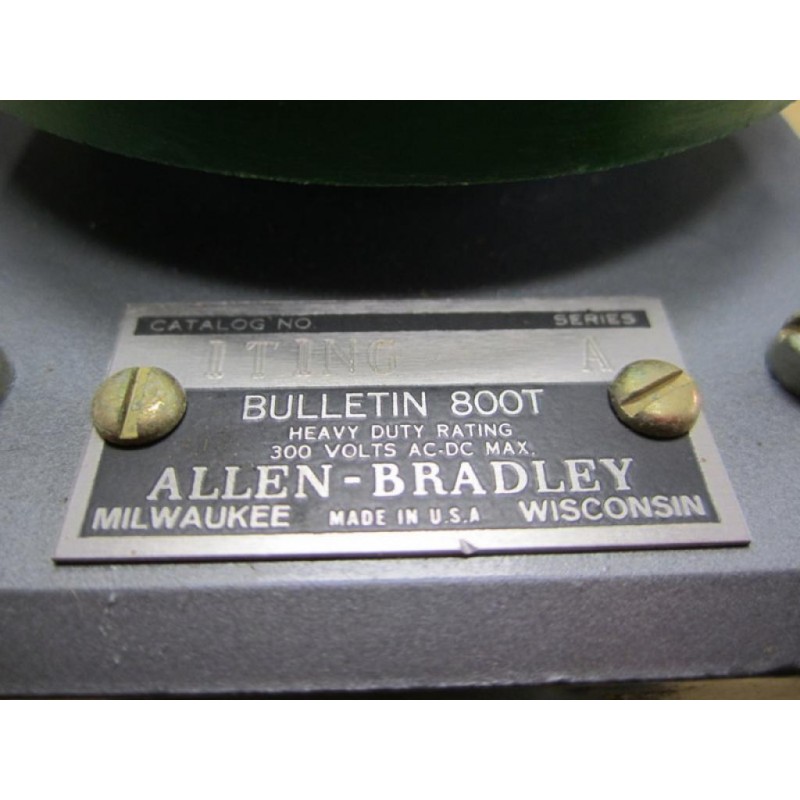 CATALOG NO SERIES
1T1NG A
BULLETIN 800T
HEAVY DUTY RATING
300 VOLTS AC-DC MAX.
ALLEN-BRADLEY
MILWAUKEE MADE IN U.S.A WISCONSIN